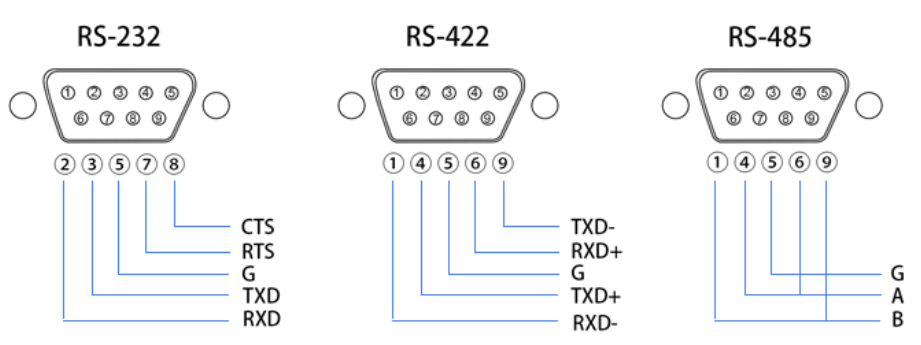 RS-232
① ② ③ ④ ⑤
⑥ ⑦ ⑧ ⑨
② ③ ⑤ ⑦ ⑧
CTS
RTS
G
TXD
RXD
RS-422
① ② ③ ④ ⑤
⑥ ⑦ ⑧ ⑨
① ④ ⑤ ⑥ ⑨
TXD-
RXD+
G
TXD+
RXD-
RS-485
① ② ③ ④ ⑤
⑥ ⑦ ⑧ ⑨
① ④ ⑤ ⑥ ⑨
G
A
B